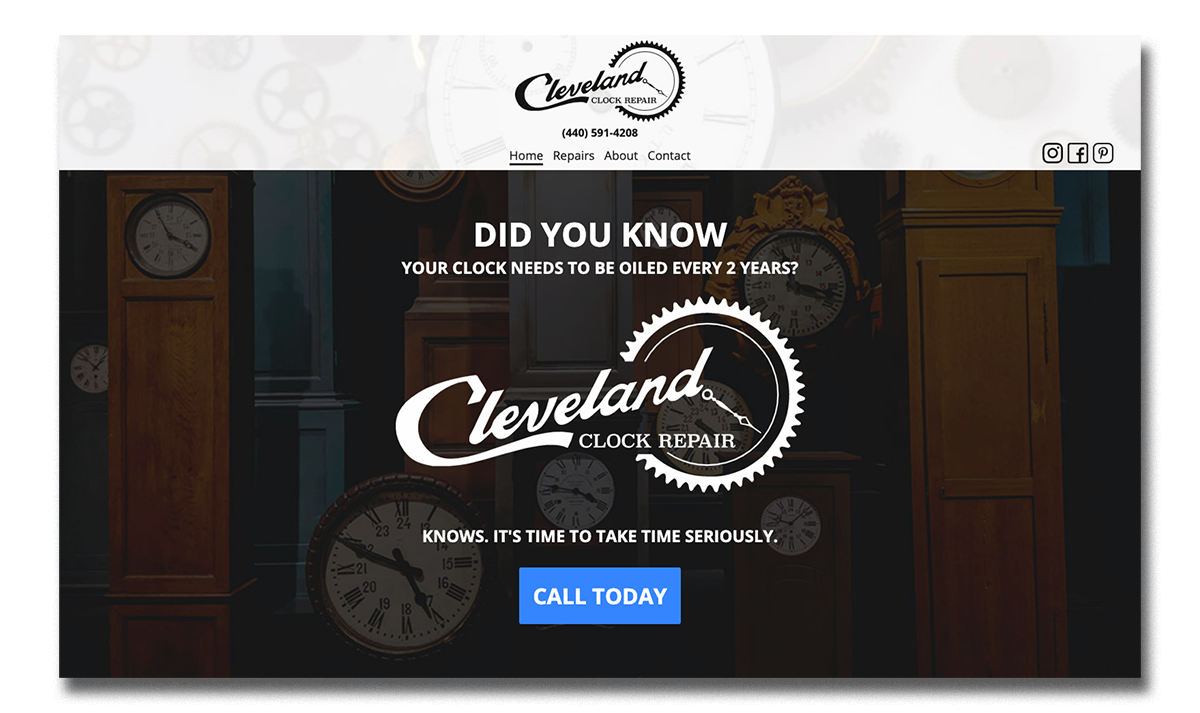 Cleveland
CLOCK REPAIR
(440) 591-4208
Home Repairs About Contact
DID YOU KNOW
YOUR CLOCK NEEDS TO BE OILED EVERY 2 YEARS?
Cleveland
CLOCK REPAIR
KNOWS. IT'S TIME TO TAKE TIME SERIOUSLY.
CALL TODAY